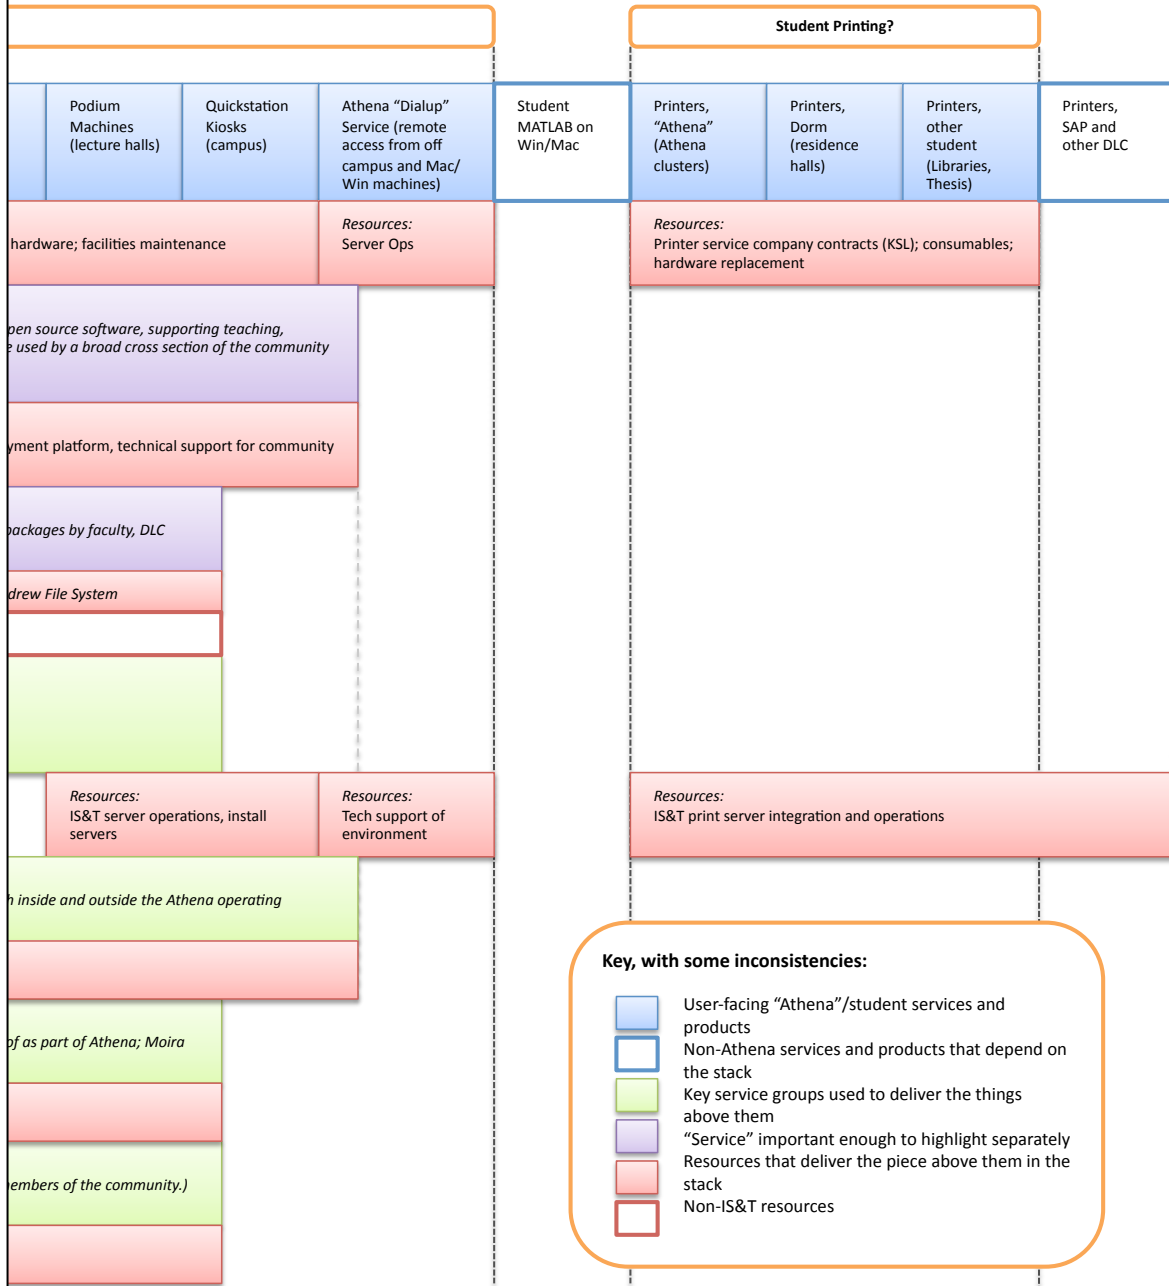 Student Printing?
Podium
Machines
(lecture halls)
Quickstation
Kiosks
(campus)
Athena “Dialup”
Service (remote
access from off
campus and Mac/
Win machines)
Student
MATLAB on
Win/Mac
Printers,
“Athena”
(Athena
clusters)
Printers,
Dorm
(residence
halls)
Printers,
other
student
(Libraries,
Thesis)
Printers,
SAP and
other DLC
hardware; facilities maintenance
Resources:
Server Ops
Resources:
Printer service company contracts (KSL); consumables;
hardware replacement
open source software, supporting teaching,
used by a broad cross section of the community
platform, technical support for community
packages by faculty, DLC
File System
Resources:
IS&T server operations, install
servers
Resources:
Tech support of
environment
Resources:
IS&T print server integration and operations
inside and outside the Athena operating
of as part of Athena; Moira
members of the community.)
Key, with some inconsistencies:
User-facing “Athena”/student services and
products
Non-Athena services and products that depend on
the stack
Key service groups used to deliver the things
above them
“Service” important enough to highlight separately
Resources that deliver the piece above them in the
stack
Non-IS&T resources